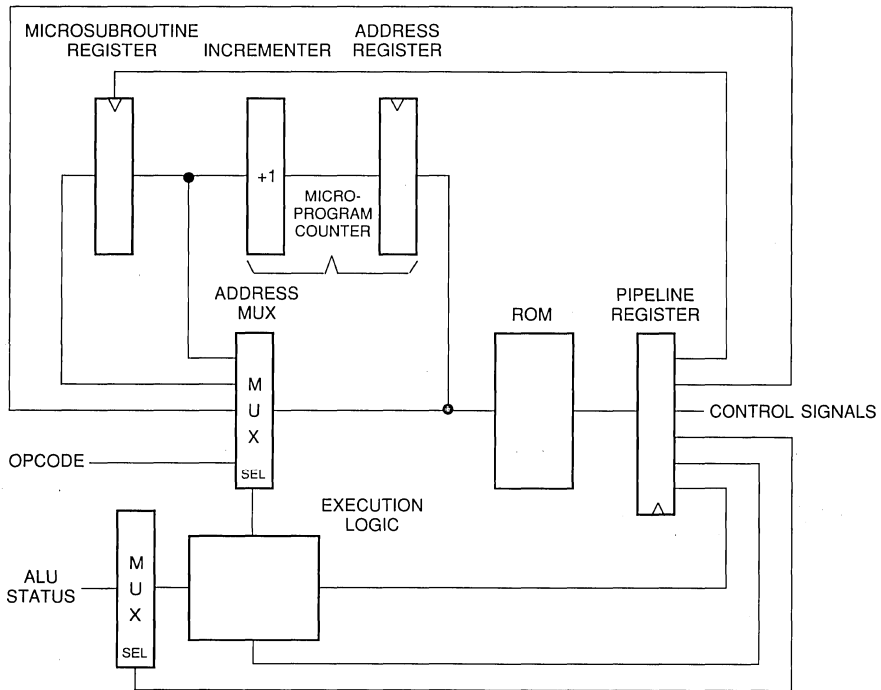 MICROSUBROUTINE
REGISTER
INCREMENTER
ADDRESS
REGISTER
+1
MICRO-
PROGRAM
COUNTER
ADDRESS
MUX
ROM
PIPELINE
REGISTER
M
U
X
SEL
CONTROL SIGNALS
OPCODE
EXECUTION
LOGIC
ALU
STATUS
M
U
X
SEL